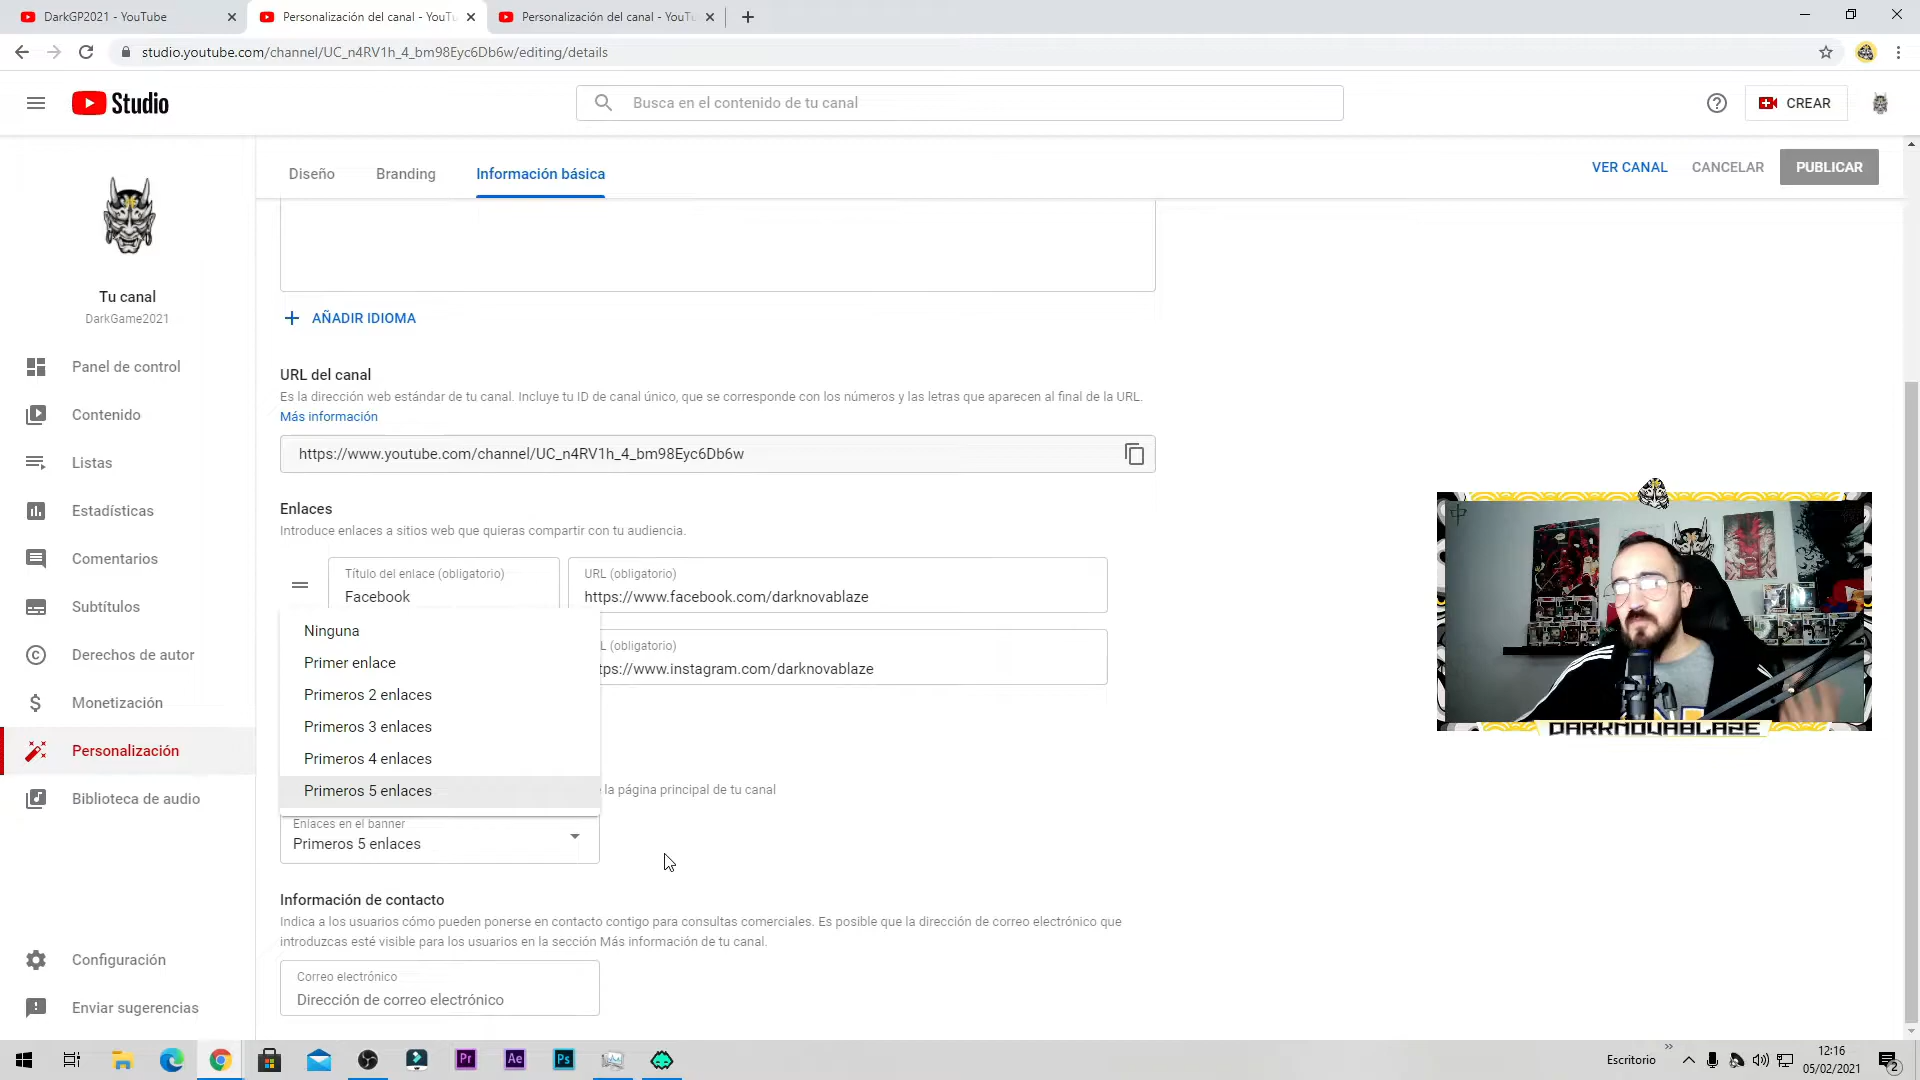 DarkGP2021 - YouTube
Personalización del canal - YouTu
Personalización del canal - YouTu
studio.youtube.com/channel/UC_n4RV1h_4_bm98Eyc6Db6w/editing/details
Studio
Busca en el contenido de tu canal
CREAR
Diseño
Branding
Información básica
VER CANAL
CANCELAR
PUBLICAR
Tu canal
DarkGame2021
Panel de control
Contenido
Listas
Estadísticas
Comentarios
Subtítulos
Derechos de autor
Monetización
Personalización
Biblioteca de audio
Configuración
Enviar sugerencias
AÑADIR IDIOMA
URL del canal
Es la dirección web estándar de tu canal. Incluye tu ID de canal único, que se corresponde con los números y las letras que aparecen al final de la URL.
Más información
https://www.youtube.com/channel/UC_n4RV1h_4_bm98Eyc6Db6w
Enlaces
Introduce enlaces a sitios web que quieras compartir con tu audiencia.
Título del enlace (obligatorio)
Facebook
URL (obligatorio)
https://www.facebook.com/darknovablaze
L (obligatorio)
tps://www.instagram.com/darknovablaze
Ninguna
Primer enlace
Primeros 2 enlaces
Primeros 3 enlaces
Primeros 4 enlaces
Primeros 5 enlaces
la página principal de tu canal
Enlaces en el banner
Primeros 5 enlaces
Información de contacto
Indica a los usuarios cómo pueden ponerse en contacto contigo para consultas comerciales. Es posible que la dirección de correo electrónico que
introduzcas esté visible para los usuarios en la sección Más información de tu canal.
Correo electrónico
Dirección de correo electrónico
中
DARKNOVABLAZE
Pr
Ae
Ps
Escritorio
12:16
05/02/2021
2